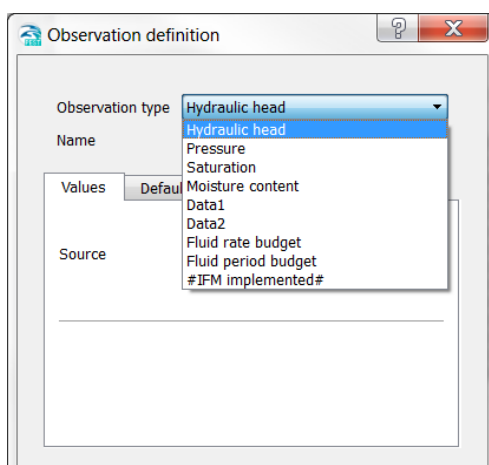 Observation definition
Observation type Hydraulic head
Hydraulic head
Name
Pressure
Saturation
Values Defau Moisture content
Data1
Data2
Source
Fluid rate budget
Fluid period budget
#IFM implemented#